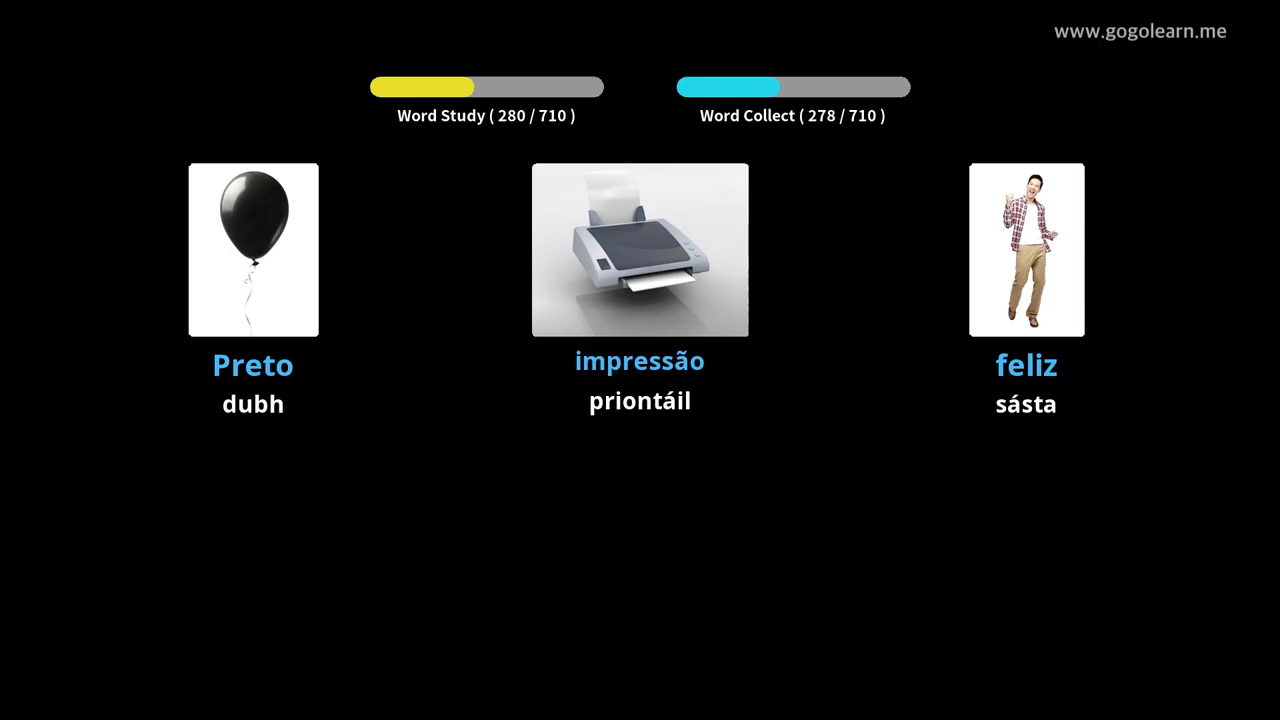 www.gogolearn.me
Word Study ( 280 / 710 )
Word Collect ( 278 / 710 )
Preto
dubh
impressão
priontáil
feliz
sásta